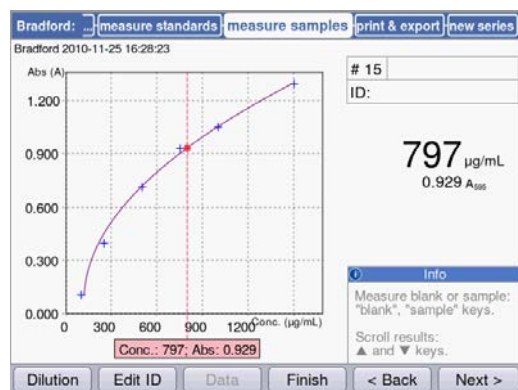 Bradford: ... measure standards measure samples print & export new series
Bradford 2010-11-25 16:28:23
Abs (A)
1.200
0.900
0.600
0.300
0.000
0 300 600 900 1200 Conc. (µg/mL)
Conc.: 797; Abs: 0.929
# 15
ID:
797 µg/mL
0.929 A595
Info
Measure blank or sample:
"blank", "sample" keys.
Scroll results:
▲ and ▼ keys.
Dilution Edit ID Data Finish < Back Next >